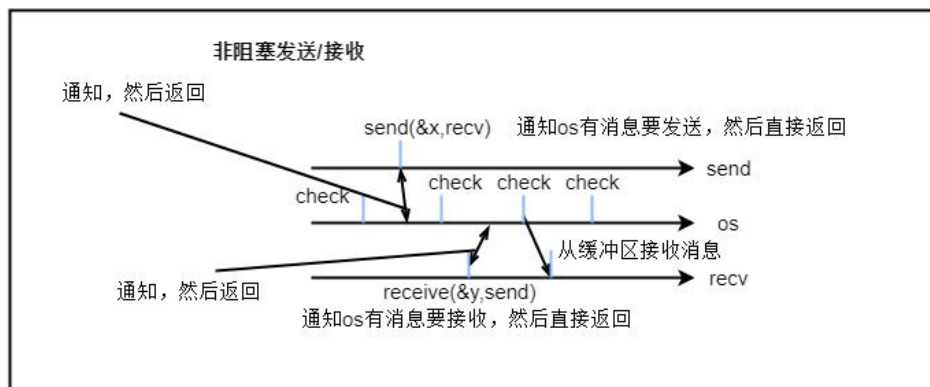 非阻塞发送/接收
通知，然后返回
send(&x,recv)
通知os有消息要发送，然后直接返回
send
check
check
check
check
os
从缓冲区接收消息
recv
通知，然后返回
receive(&y,send)
通知os有消息要接收，然后直接返回